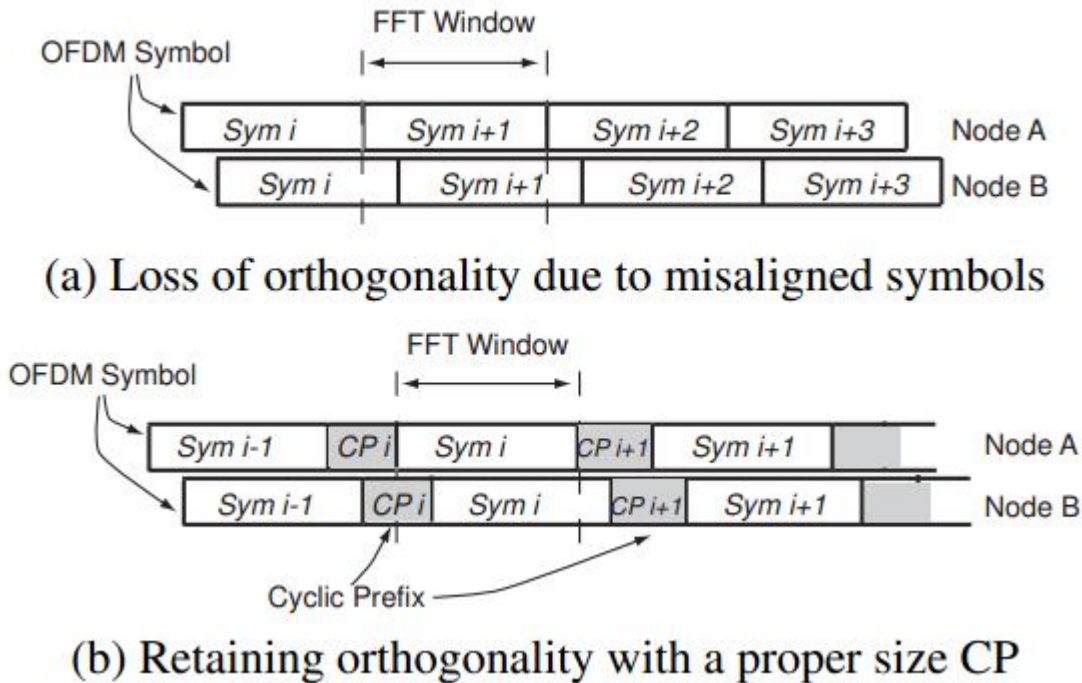 FFT Window
OFDM Symbol
Sym i Sym i+1 Sym i+2 Sym i+3 Node A
Sym i Sym i+1 Sym i+2 Sym i+3 Node B
(a) Loss of orthogonality due to misaligned symbols
FFT Window
OFDM Symbol
Sym i-1 CP i Sym i CP i+1 Sym i+1 Node A
Sym i-1 CP i Sym i CP i+1 Sym i+1 Node B
Cyclic Prefix
(b) Retaining orthogonality with a proper size CP